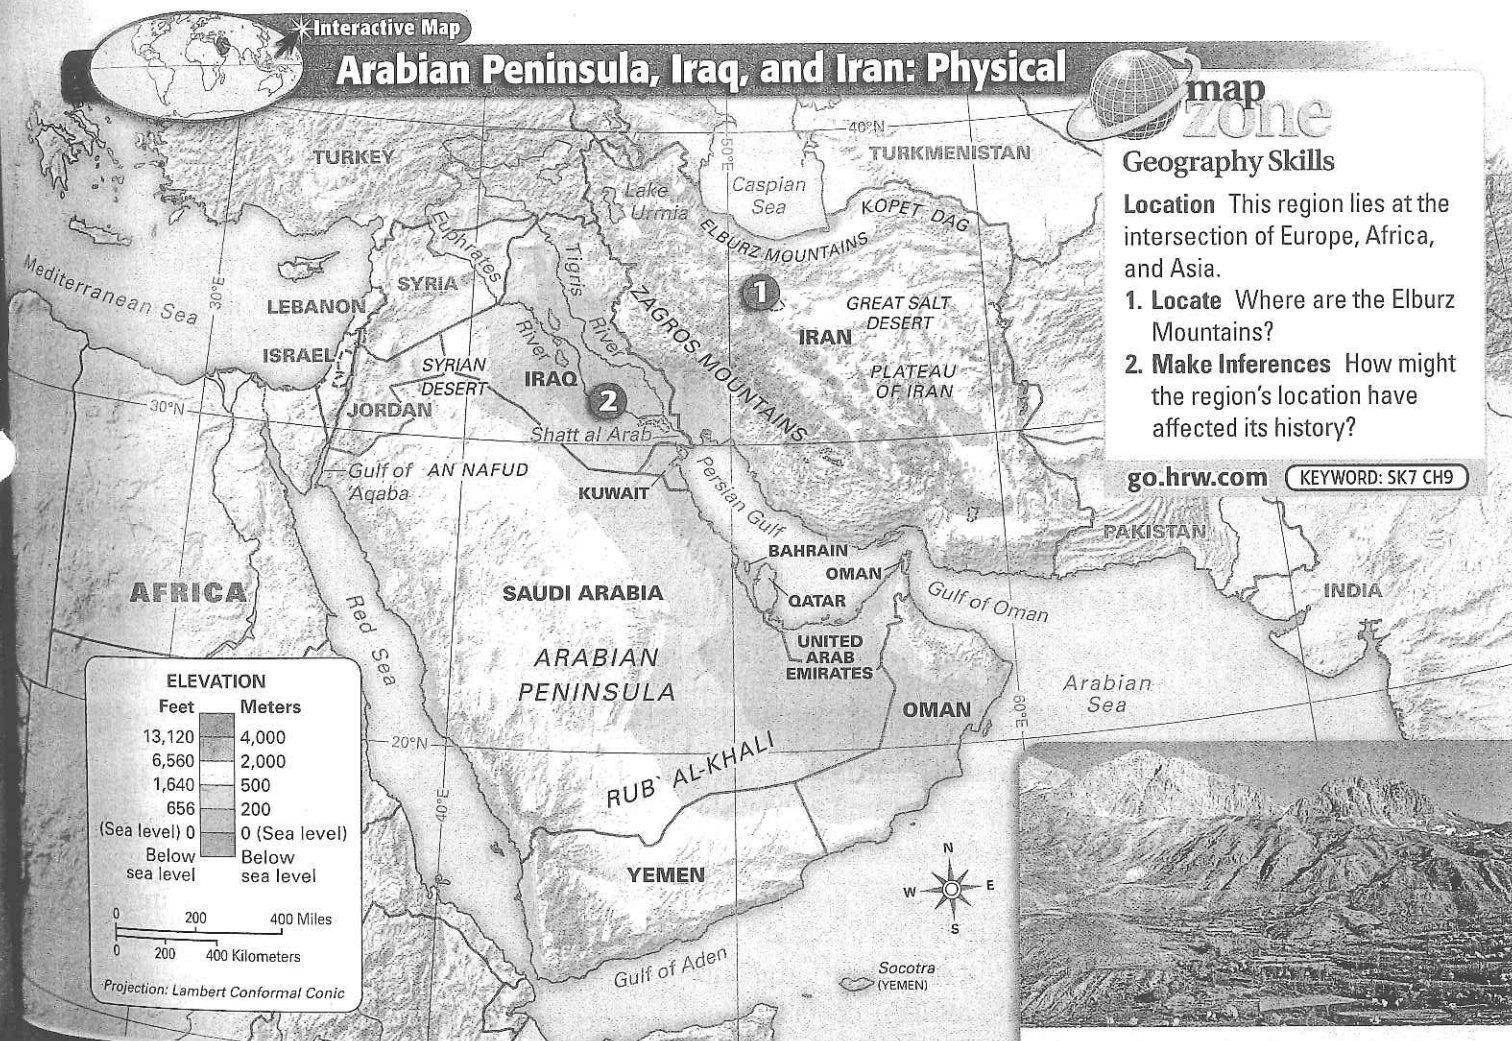 Interactive Map
Arabian Peninsula, Iraq, and Iran: Physical
map
zone
Geography Skills
Location This region lies at the
intersection of Europe, Africa,
and Asia.
1. Locate Where are the Elburz
Mountains?
2. Make Inferences How might
the region's location have
affected its history?
go.hrw.com KEYWORD: SK7 CH9
40°N
50°E
TURKEY
TURKMENISTAN
Lake
Urmia
Caspian
Sea
KOPET DAG
ELBURZ MOUNTAINS
Mediterranean Sea
30°E
Euphrates
River
Tigris
River
SYRIA
LEBANON
ISRAEL
1
GREAT SALT
DESERT
IRAN
ZAGROS MOUNTAINS
PLATEAU
OF IRAN
SYRIAN
DESERT
IRAQ
2
JORDAN
30°N
Shatt al Arab
Gulf of
'Aqaba
AN NAFUD
KUWAIT
Persian Gulf
PAKISTAN
BAHRAIN
OMAN
QATAR
Gulf of Oman
INDIA
AFRICA
Red Sea
SAUDI ARABIA
UNITED
ARAB
EMIRATES
ARABIAN
PENINSULA
OMAN
Arabian
Sea
60°E
20°N
RUB' AL-KHALI
40°E
YEMEN
N
W E
S
Gulf of Aden
Socotra
(YEMEN)
ELEVATION
Feet Meters
13,120 4,000
6,560 2,000
1,640 500
656 200
(Sea level) 0 0 (Sea level)
Below Below
sea level sea level
0 200 400 Miles
0 200 400 Kilometers
Projection: Lambert Conformal Conic